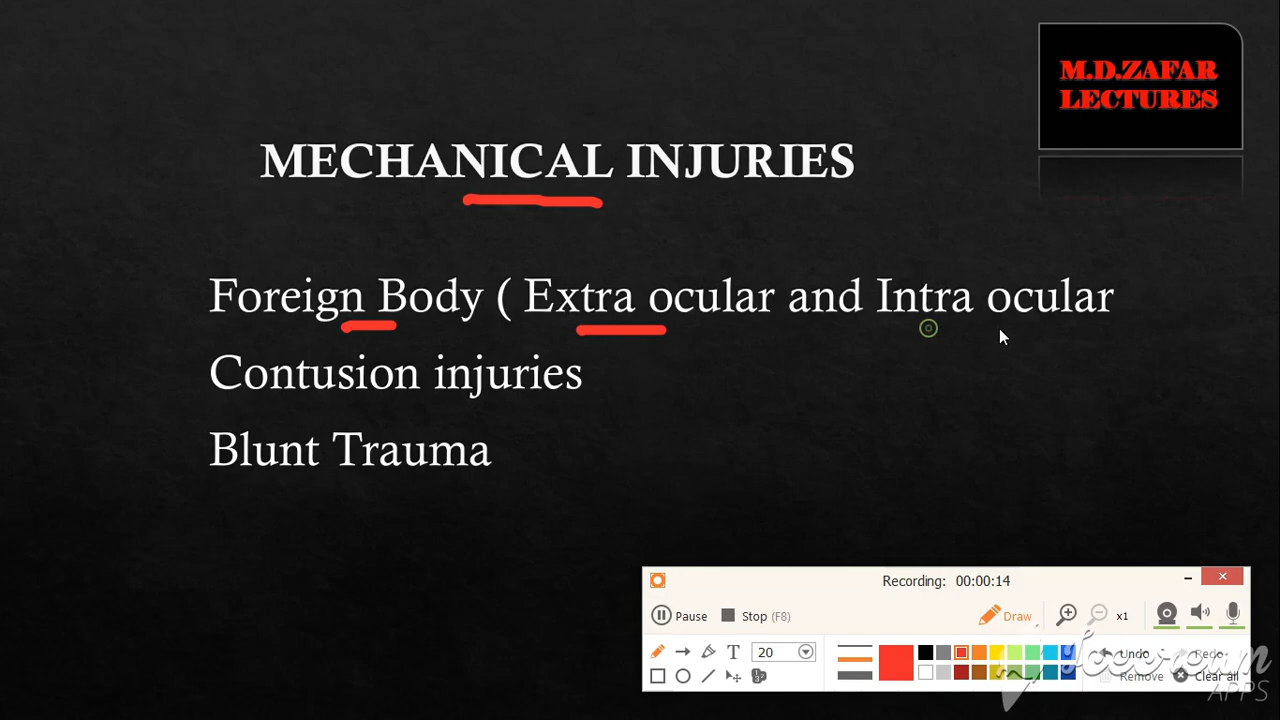 M.D.ZAFAR
LECTURES
MECHANICAL INJURIES
Foreign Body ( Extra ocular and Intra ocular
Contusion injuries
Blunt Trauma
Recording: 00:00:14
Pause Stop (F8) Draw x1
T 20 Undo Redo
Remove Clear all
Icecream
APPS